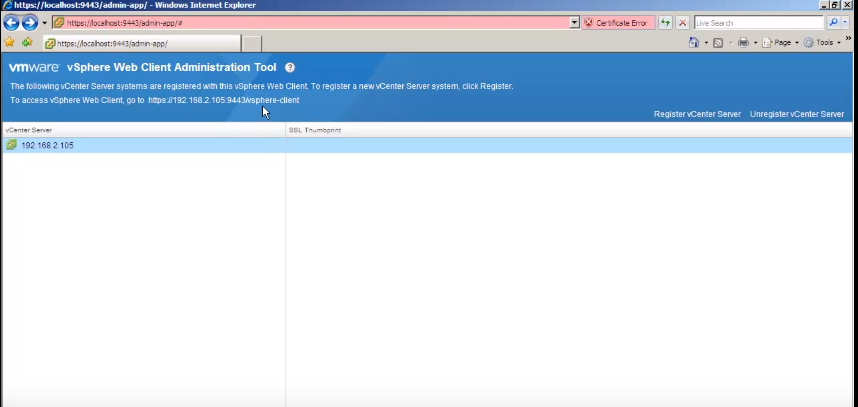 https://localhost:9443/admin-app/ - Windows Internet Explorer
https://localhost:9443/admin-app/#
Certificate Error
Live Search
https://localhost:9443/admin-app/
Page
Tools
vmware vSphere Web Client Administration Tool ?
The following vCenter Server systems are registered with this vSphere Web Client. To register a new vCenter Server system, click Register.
To access vSphere Web Client, go to https://192.168.2.105:9443/vsphere-client
Register vCenter Server Unregister vCenter Server
vCenter Server SSL Thumbprint
192.168.2.105